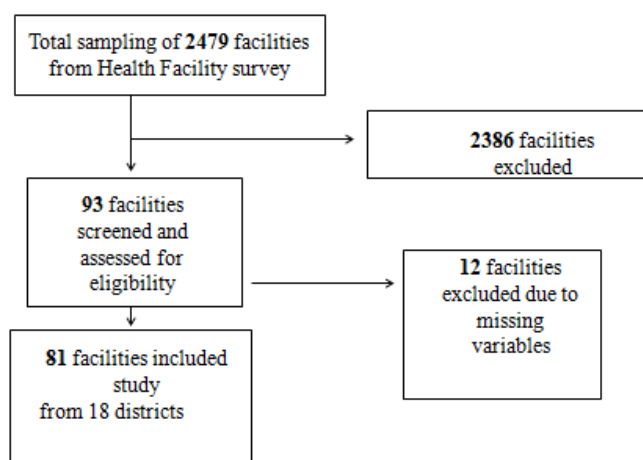 Total sampling of 2479 facilities
from Health Facility survey
2386 facilities
excluded
93 facilities
screened and
assessed for
eligibility
12 facilities
excluded due to
missing
variables
81 facilities included
study
from 18 districts